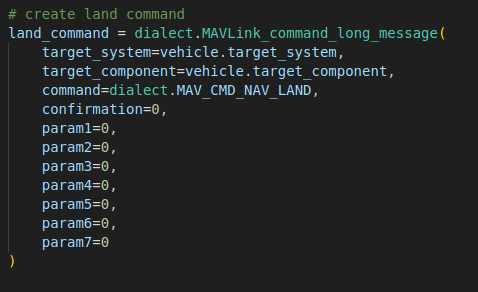 # create land command
land_command = dialect.MAVLink_command_long_message(
    target_system=vehicle.target_system,
    target_component=vehicle.target_component,
    command=dialect.MAV_CMD_NAV_LAND,
    confirmation=0,
    param1=0,
    param2=0,
    param3=0,
    param4=0,
    param5=0,
    param6=0,
    param7=0
)